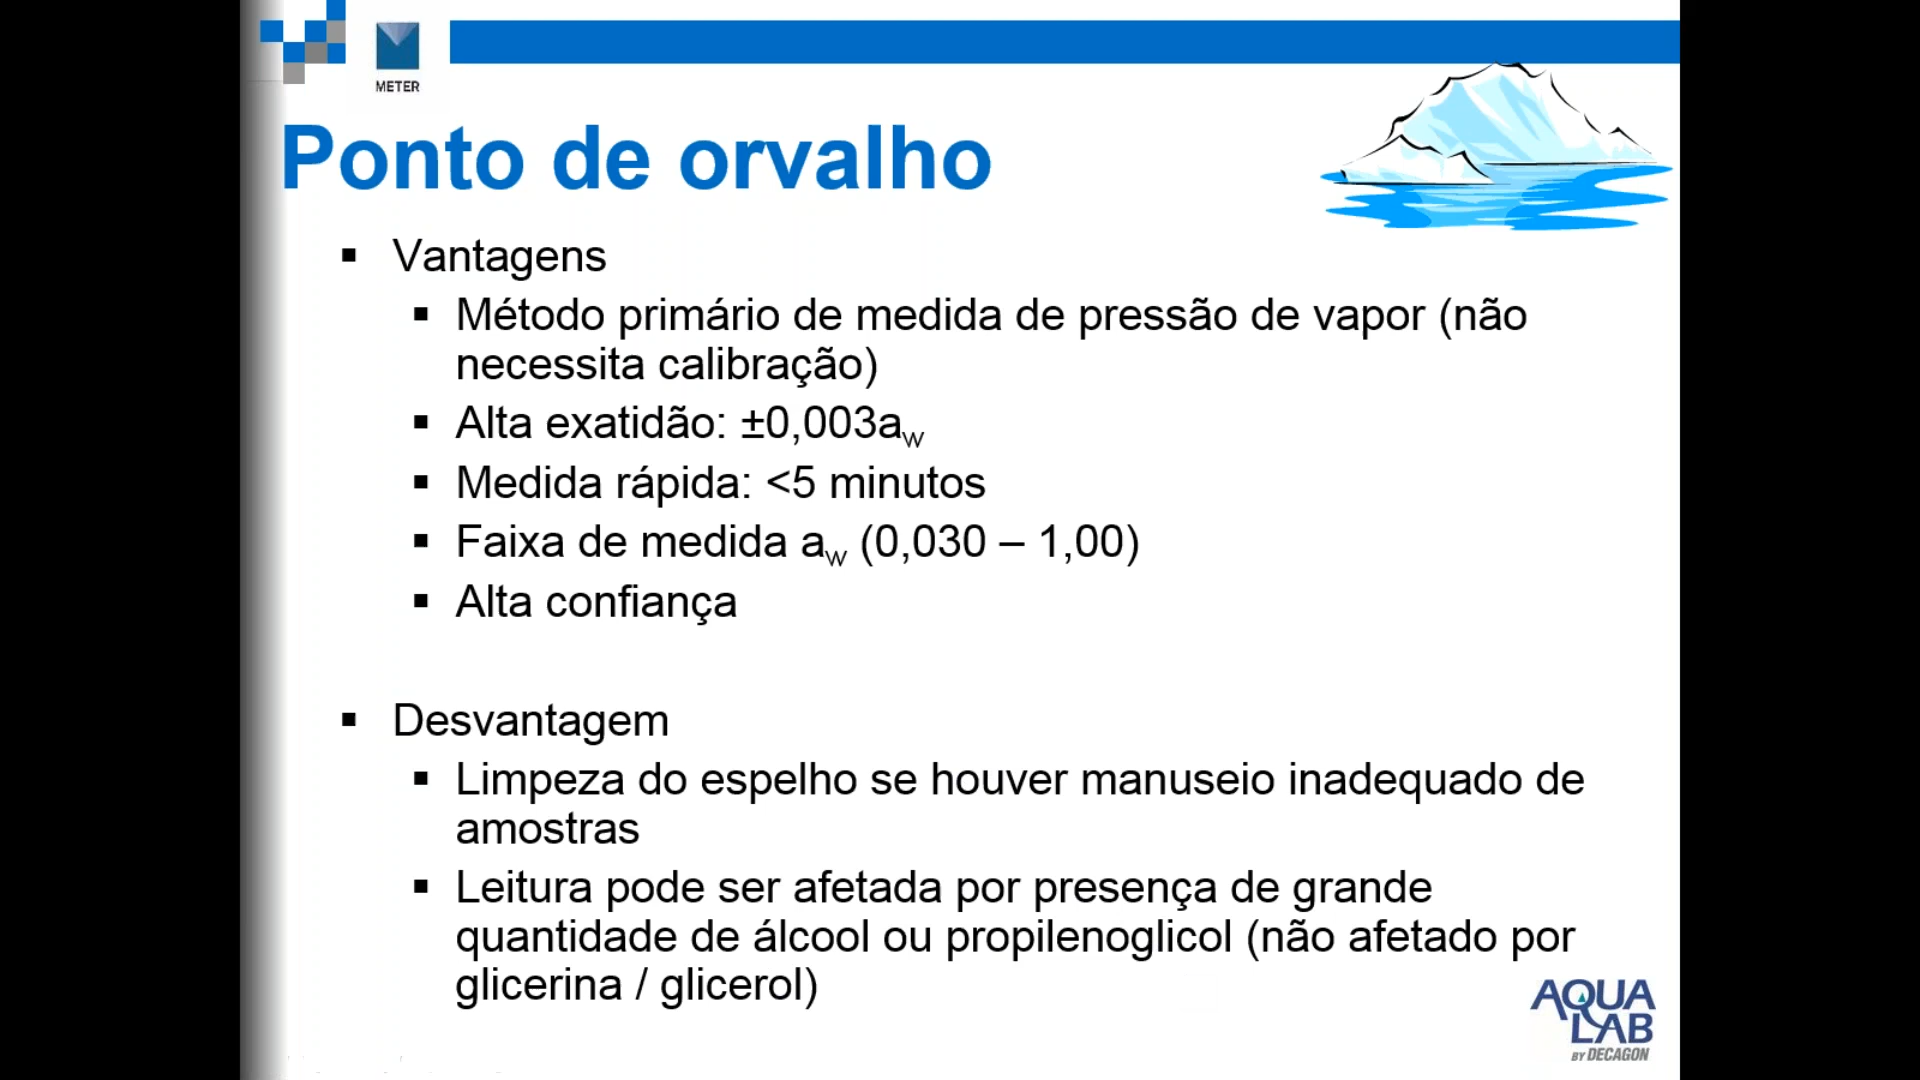 METER
Ponto de orvalho
▪ Vantagens
▪ Método primário de medida de pressão de vapor (não
necessita calibração)
▪ Alta exatidão: ±0,003aw
▪ Medida rápida: <5 minutos
▪ Faixa de medida aw (0,030 – 1,00)
▪ Alta confiança
▪ Desvantagem
▪ Limpeza do espelho se houver manuseio inadequado de
amostras
▪ Leitura pode ser afetada por presença de grande
quantidade de álcool ou propilenoglicol (não afetado por
glicerina / glicerol)
AQUA
LAB
BY DECAGON